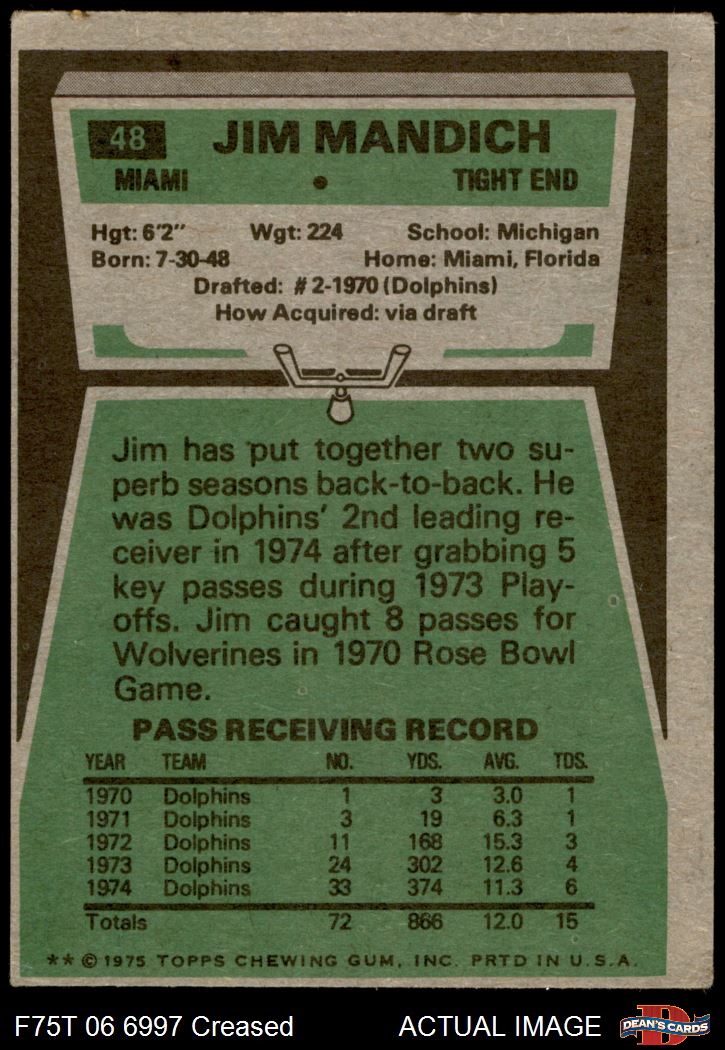 48 JIM MANDICH
MIAMI • TIGHT END
Hgt: 6'2" Wgt: 224 School: Michigan
Born: 7-30-48 Home: Miami, Florida
Drafted: #2-1970 (Dolphins)
How Acquired: via draft
Jim has put together two su-
perb seasons back-to-back. He
was Dolphins' 2nd leading re-
ceiver in 1974 after grabbing 5
key passes during 1973 Play-
offs. Jim caught 8 passes for
Wolverines in 1970 Rose Bowl
Game.
PASS RECEIVING RECORD
YEAR TEAM NO. YDS. AVG. TDS.
1970 Dolphins 1 3 3.0 1
1971 Dolphins 3 19 6.3 1
1972 Dolphins 11 168 15.3 3
1973 Dolphins 24 302 12.6 4
1974 Dolphins 33 374 11.3 6
Totals 72 866 12.0 15
** © 1975 TOPPS CHEWING GUM, INC. PRTD IN U.S.A.
F75T 06 6997 Creased ACTUAL IMAGE
D
DEAN'S CARDS